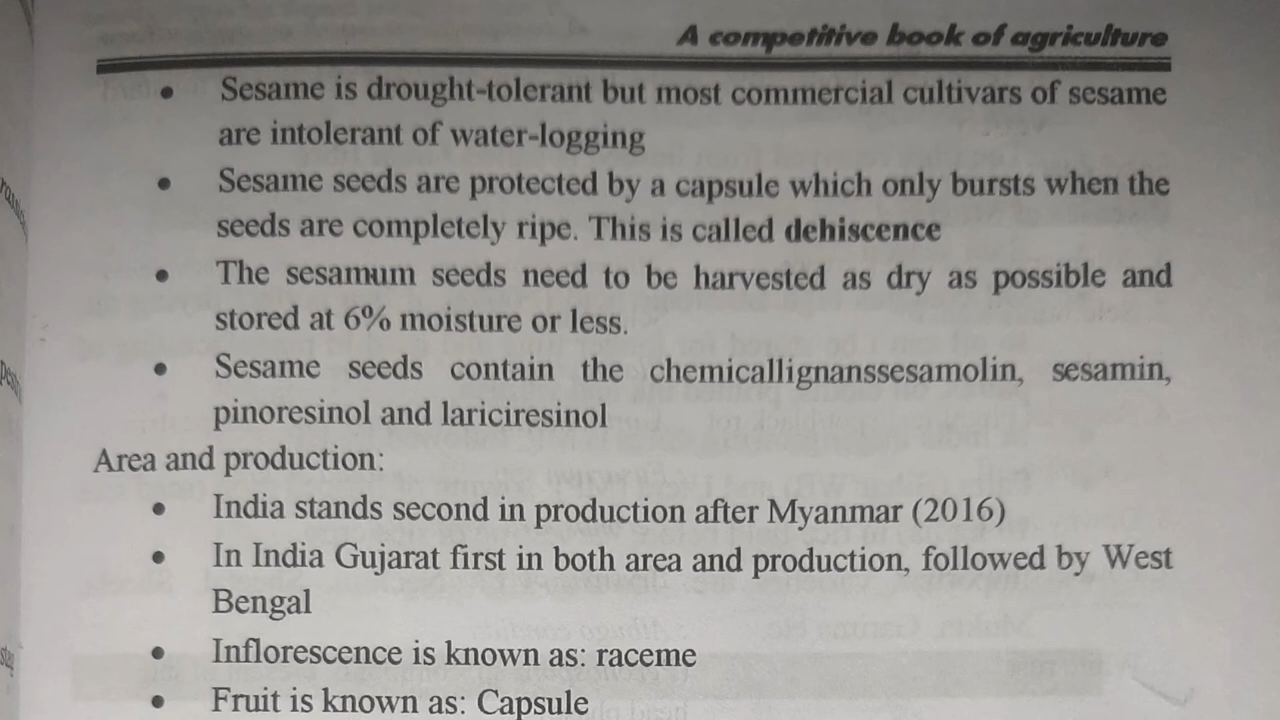 A competitive book of agriculture
• Sesame is drought-tolerant but most commercial cultivars of sesame
are intolerant of water-logging
• Sesame seeds are protected by a capsule which only bursts when the
seeds are completely ripe. This is called dehiscence
• The sesamum seeds need to be harvested as dry as possible and
stored at 6% moisture or less.
• Sesame seeds contain the chemicallignanssesamolin, sesamin,
pinoresinol and lariciresinol
Area and production:
• India stands second in production after Myanmar (2016)
• In India Gujarat first in both area and production, followed by West
Bengal
• Inflorescence is known as: raceme
• Fruit is known as: Capsule